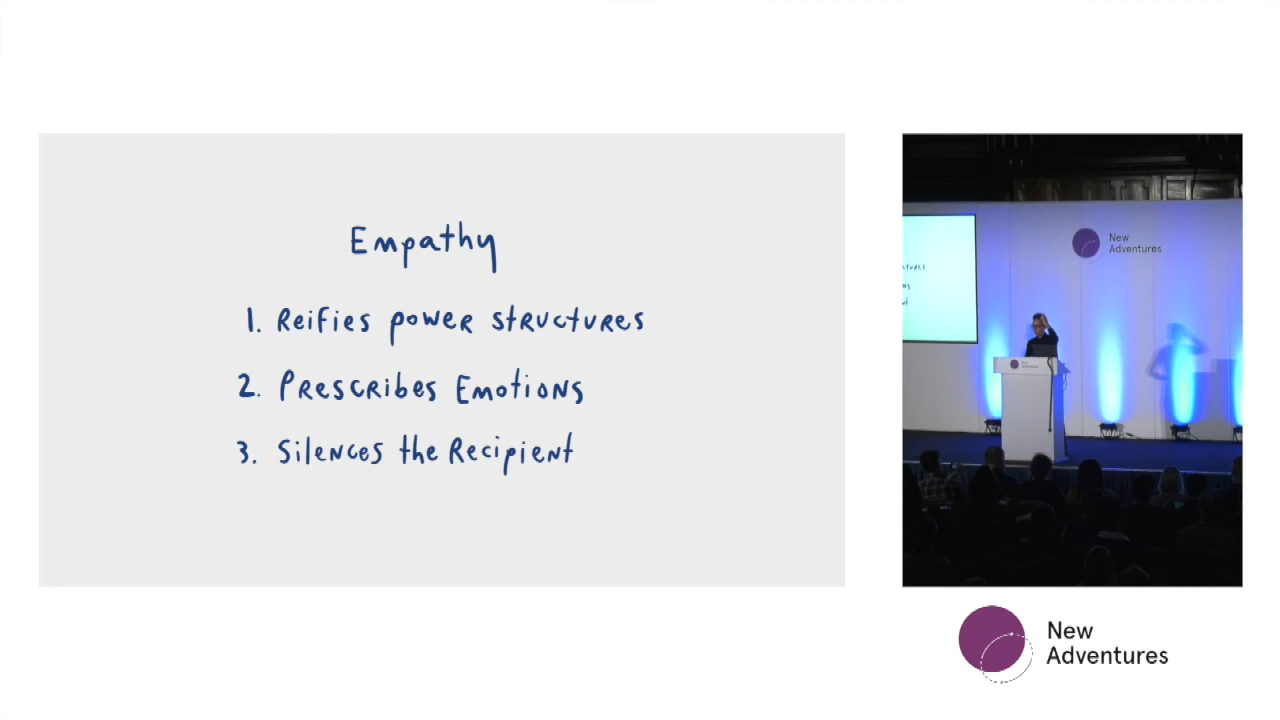 Empathy
1. Reifies power structures
2. Prescribes Emotions
3. Silences the Recipient
New
Adventures
New
Adventures